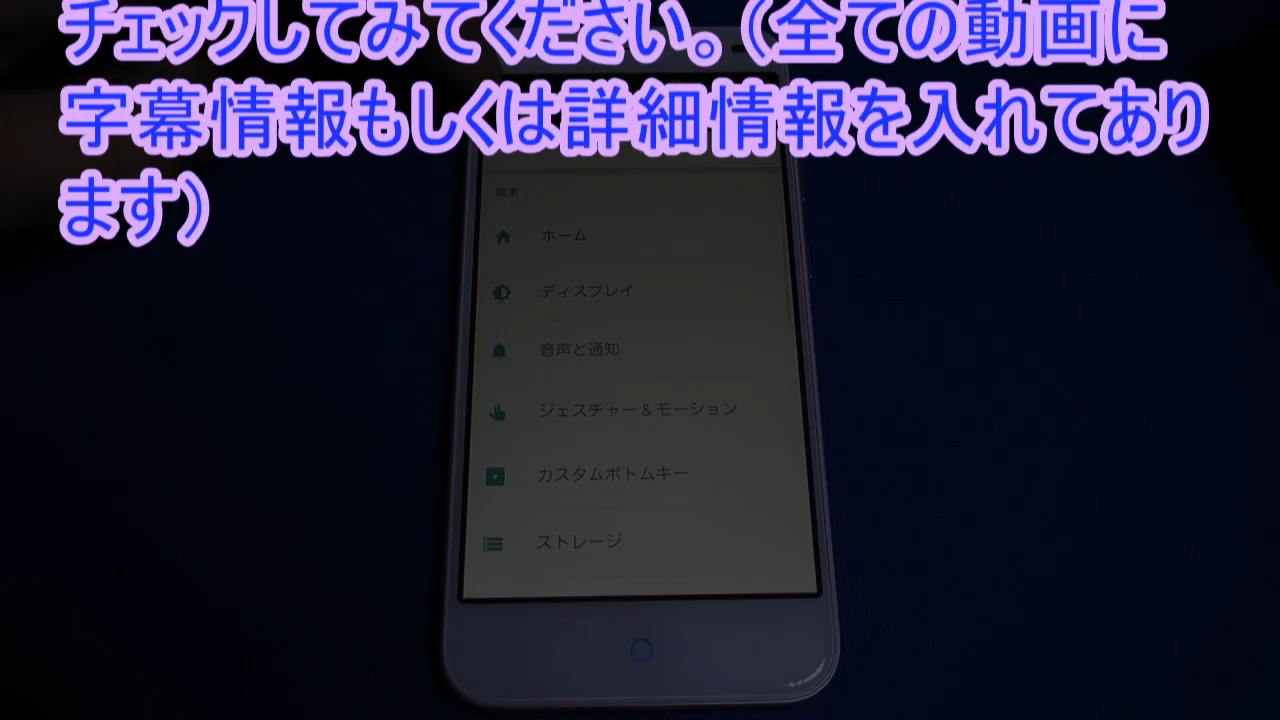 チェックしてみてください。（全ての動画に
字幕情報もしくは詳細情報を入れてあり
ます）
端末
ホーム
ディスプレイ
音声と通知
ジェスチャー & モーション
カスタムボトムキー
ストレージ